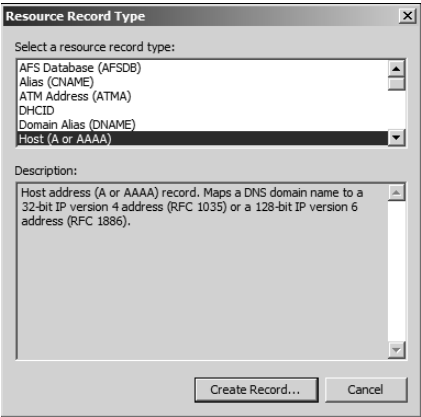 Resource Record Type
Select a resource record type:
AFS Database (AFSDB)
Alias (CNAME)
ATM Address (ATMA)
DHCID
Domain Alias (DNAME)
Host (A or AAAA)
Description:
Host address (A or AAAA) record. Maps a DNS domain name to a
32-bit IP version 4 address (RFC 1035) or a 128-bit IP version 6
address (RFC 1886).
Create Record... Cancel